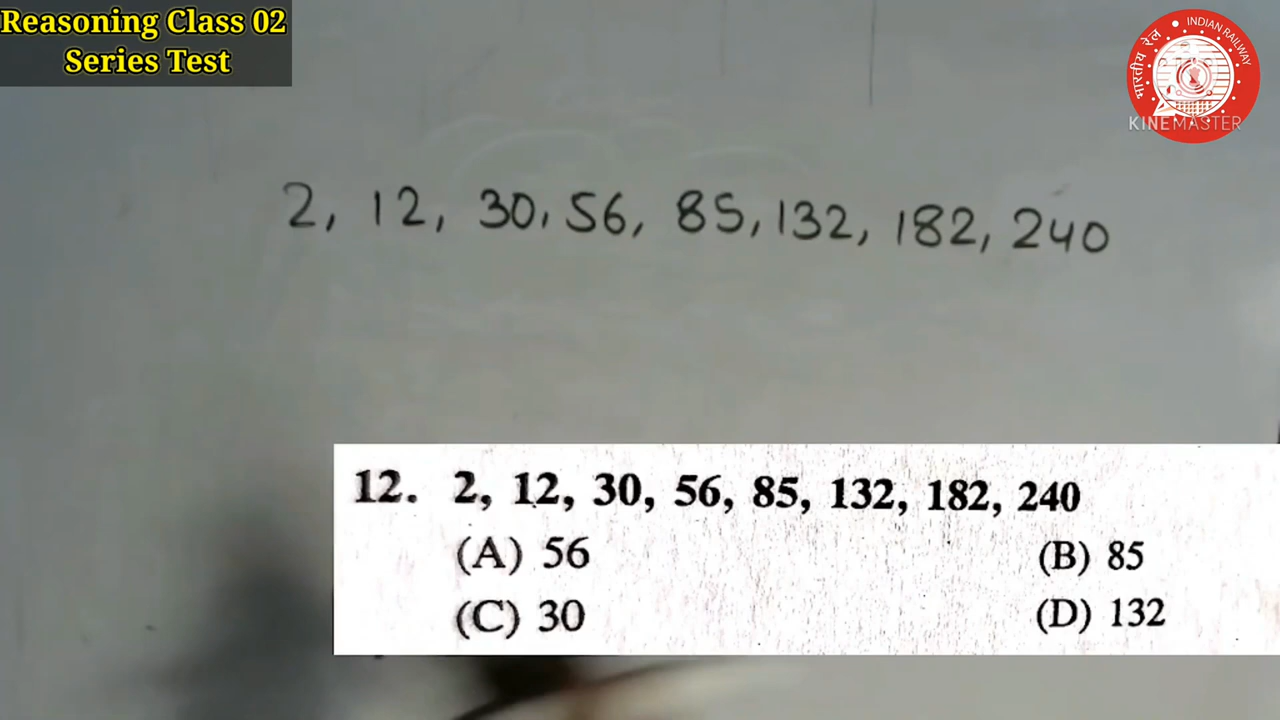 Reasoning Class 02
Series Test
भारतीय रेल • INDIAN RAILWAY
KINEMASTER
2, 12, 30, 56, 85, 132, 182, 240
12. 2, 12, 30, 56, 85, 132, 182, 240
(A) 56 (B) 85
(C) 30 (D) 132